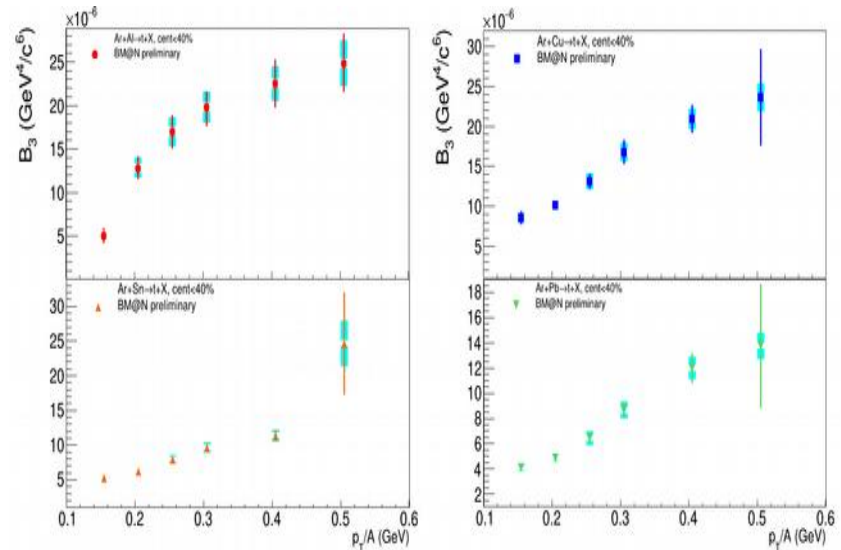 ×10⁻⁶
Ar+Al→t+X, cent<40%
BM@N preliminary
B₃ (GeV⁴/c⁶)
25
20
15
10
5
×10⁻⁶
Ar+Cu→t+X, cent<40%
BM@N preliminary
B₃ (GeV⁴/c⁶)
30
25
20
15
10
5
Ar+Sn→t+X, cent<40%
BM@N preliminary
30
25
20
15
10
5
0.1 0.2 0.3 0.4 0.5 0.6
p_T/A (GeV)
Ar+Pb→t+X, cent<40%
BM@N preliminary
18
16
14
12
10
8
6
4
2
0.1 0.2 0.3 0.4 0.5 0.6
p_T/A (GeV)